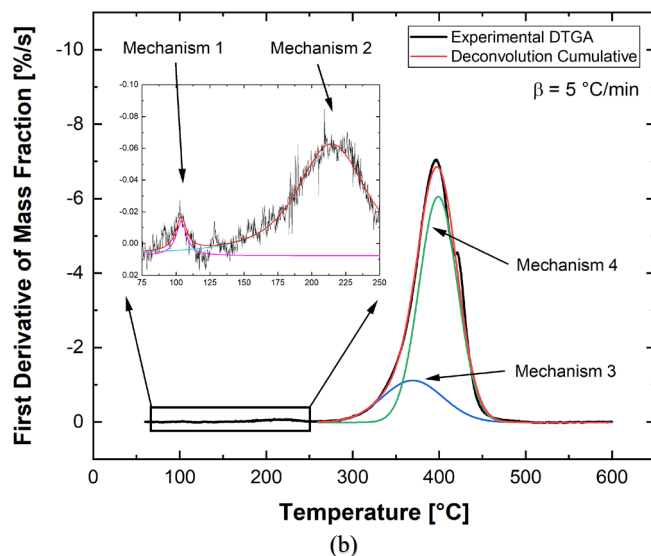 Mechanism 1
Mechanism 2
Experimental DTGA
Deconvolution Cumulative
β = 5 °C/min
-0.10
-0.08
-0.06
-0.04
-0.02
0.00
0.02
75 100 125 150 175 200 225 250
Mechanism 4
Mechanism 3
First Derivative of Mass Fraction [%/s]
-10
-8
-6
-4
-2
0
0 100 200 300 400 500 600
Temperature [°C]
(b)